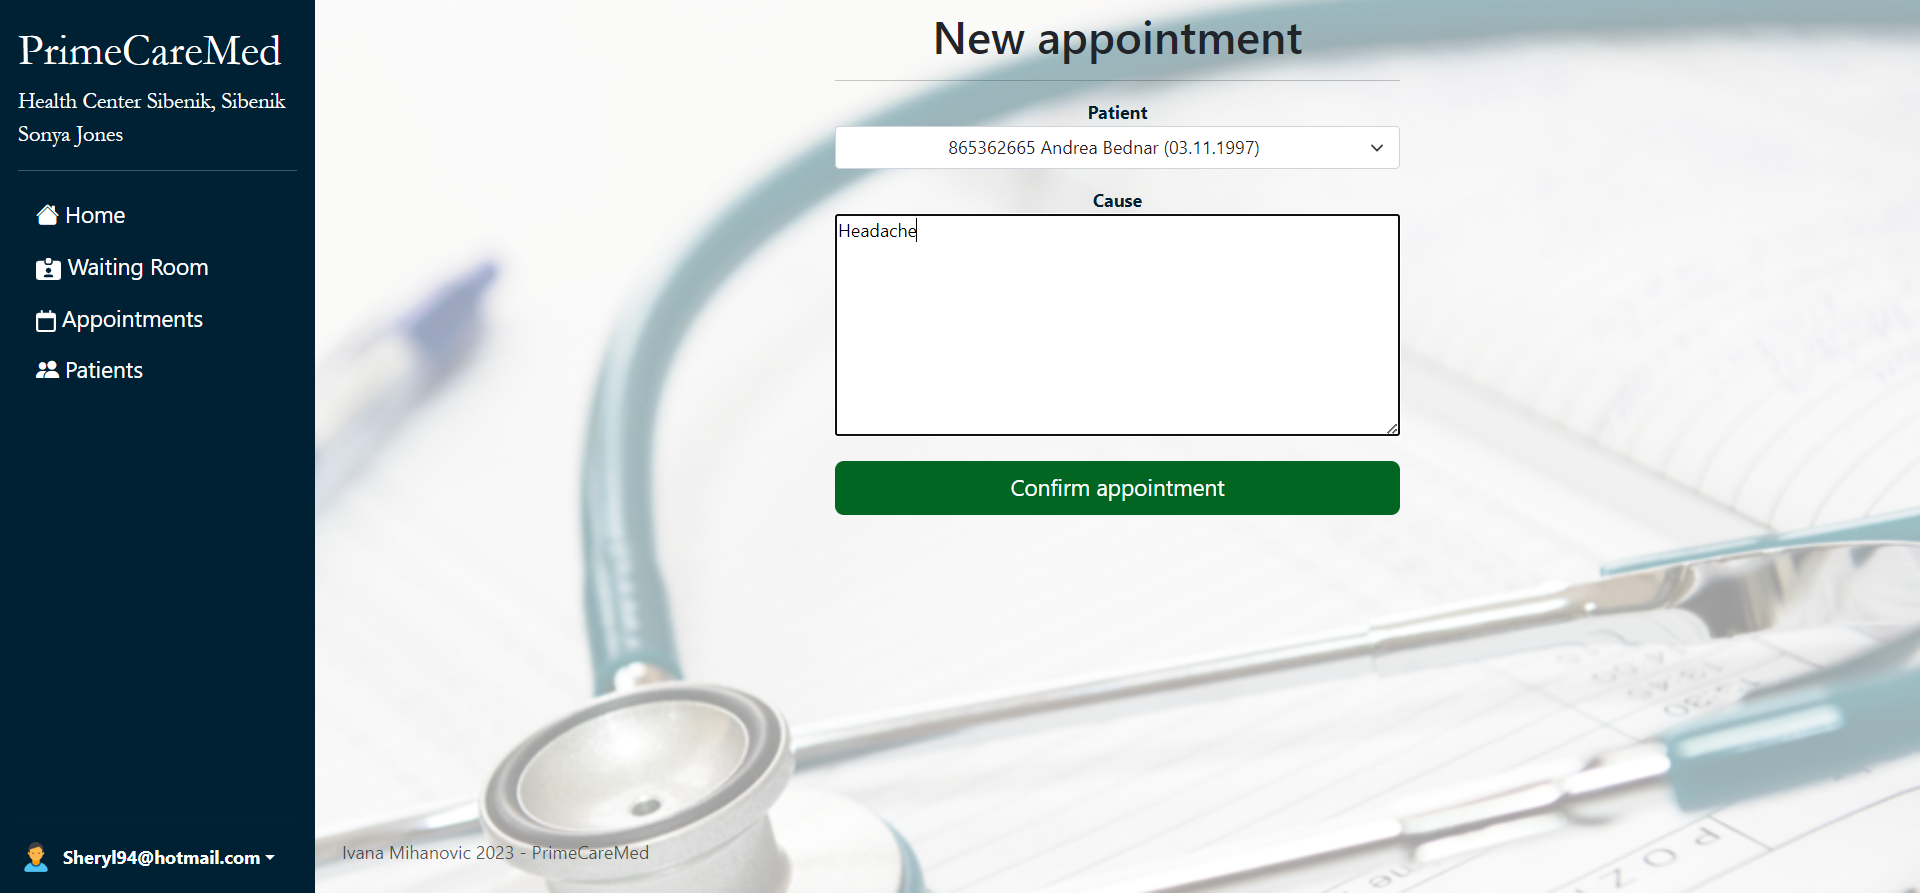 PrimeCareMed
Health Center Sibenik, Sibenik
Sonya Jones
Home
Waiting Room
Appointments
Patients
Sheryl94@hotmail.com
New appointment
Patient
865362665 Andrea Bednar (03.11.1997)
Cause
Headache
Confirm appointment
Ivana Mihanovic 2023 - PrimeCareMed